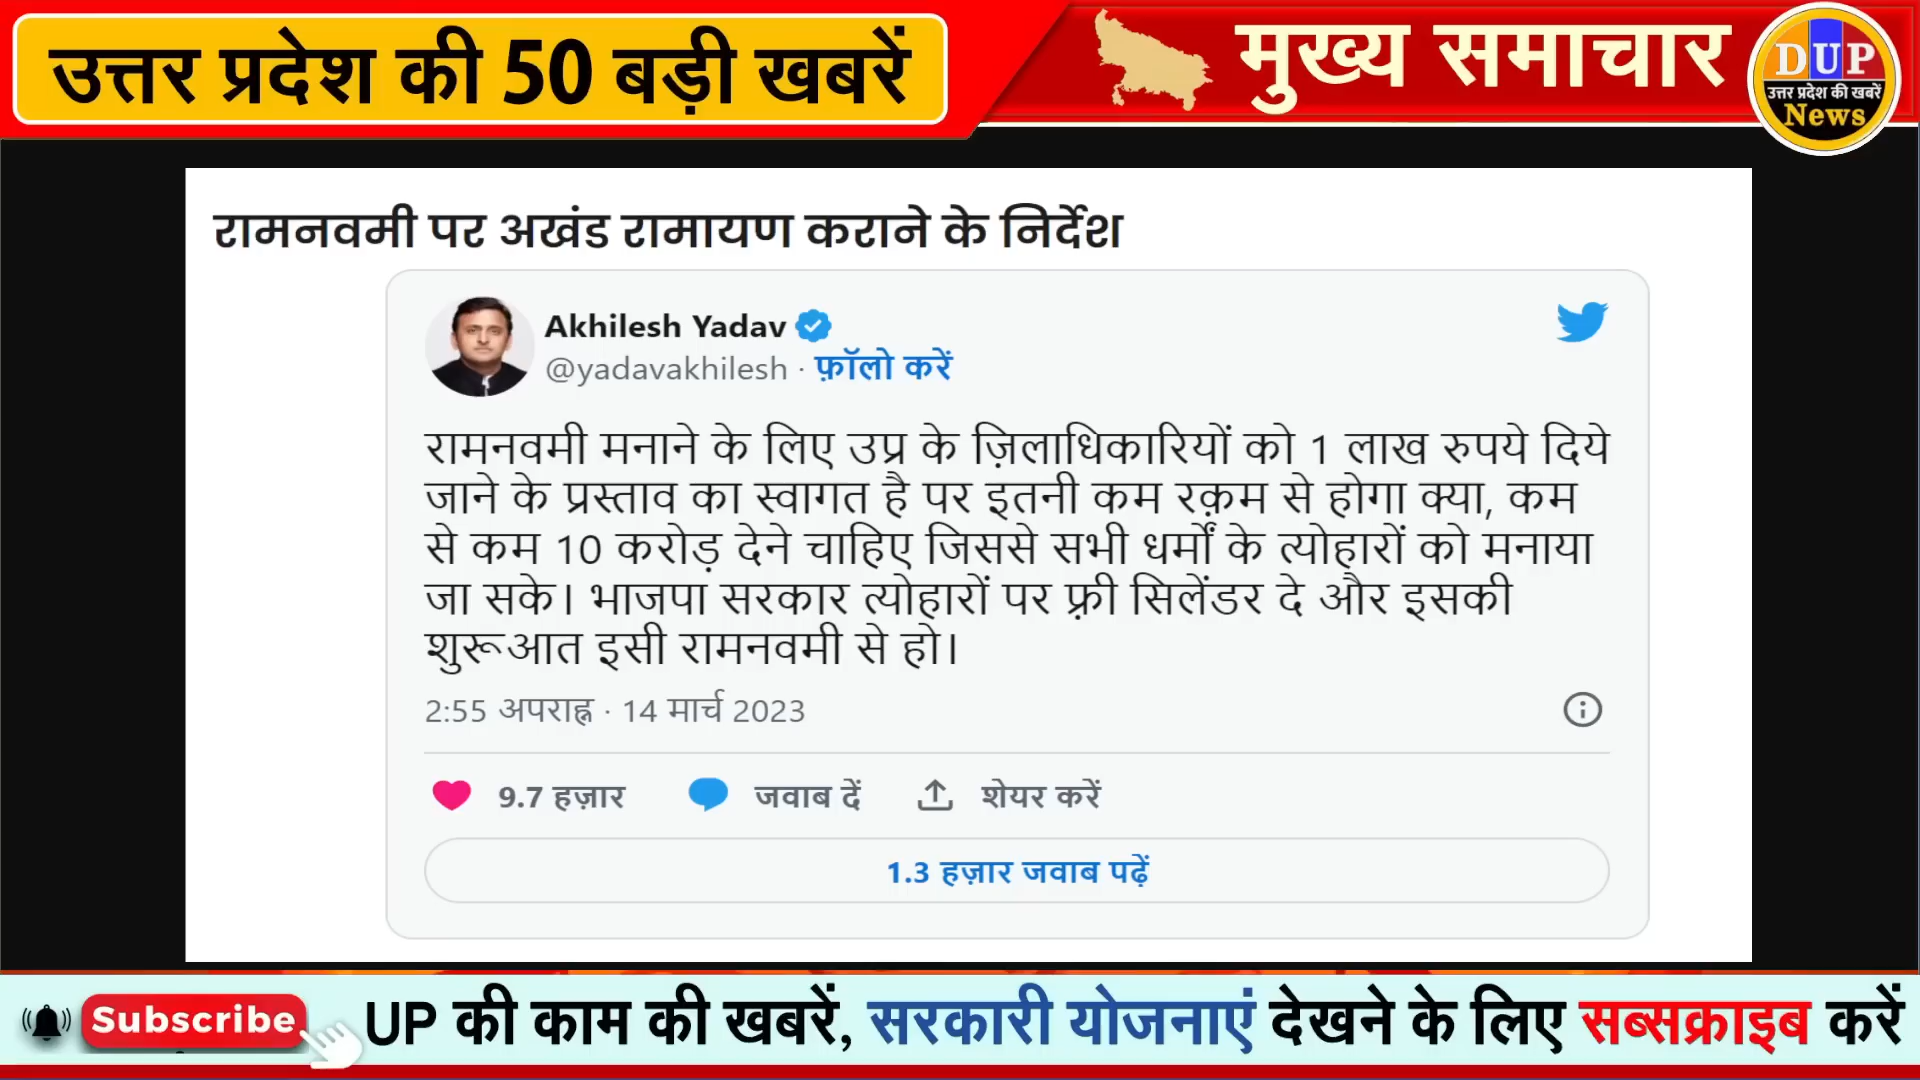 उत्तर प्रदेश की 50 बड़ी खबरें
मुख्य समाचार
DUP
उत्तर प्रदेश की खबरें
News
रामनवमी पर अखंड रामायण कराने के निर्देश
Akhilesh Yadav
@yadavakhilesh · फ़ॉलो करें
रामनवमी मनाने के लिए उप्र के ज़िलाधिकारियों को 1 लाख रुपये दिये
जाने के प्रस्ताव का स्वागत है पर इतनी कम रक़म से होगा क्या, कम
से कम 10 करोड़ देने चाहिए जिससे सभी धर्मों के त्योहारों को मनाया
जा सके। भाजपा सरकार त्योहारों पर फ़्री सिलेंडर दे और इसकी
शुरूआत इसी रामनवमी से हो।
2:55 अपराह्न · 14 मार्च 2023
9.7 हज़ार जवाब दें शेयर करें
1.3 हज़ार जवाब पढ़ें
Subscribe
UP की काम की खबरें, सरकारी योजनाएं देखने के लिए सब्सक्राइब करें